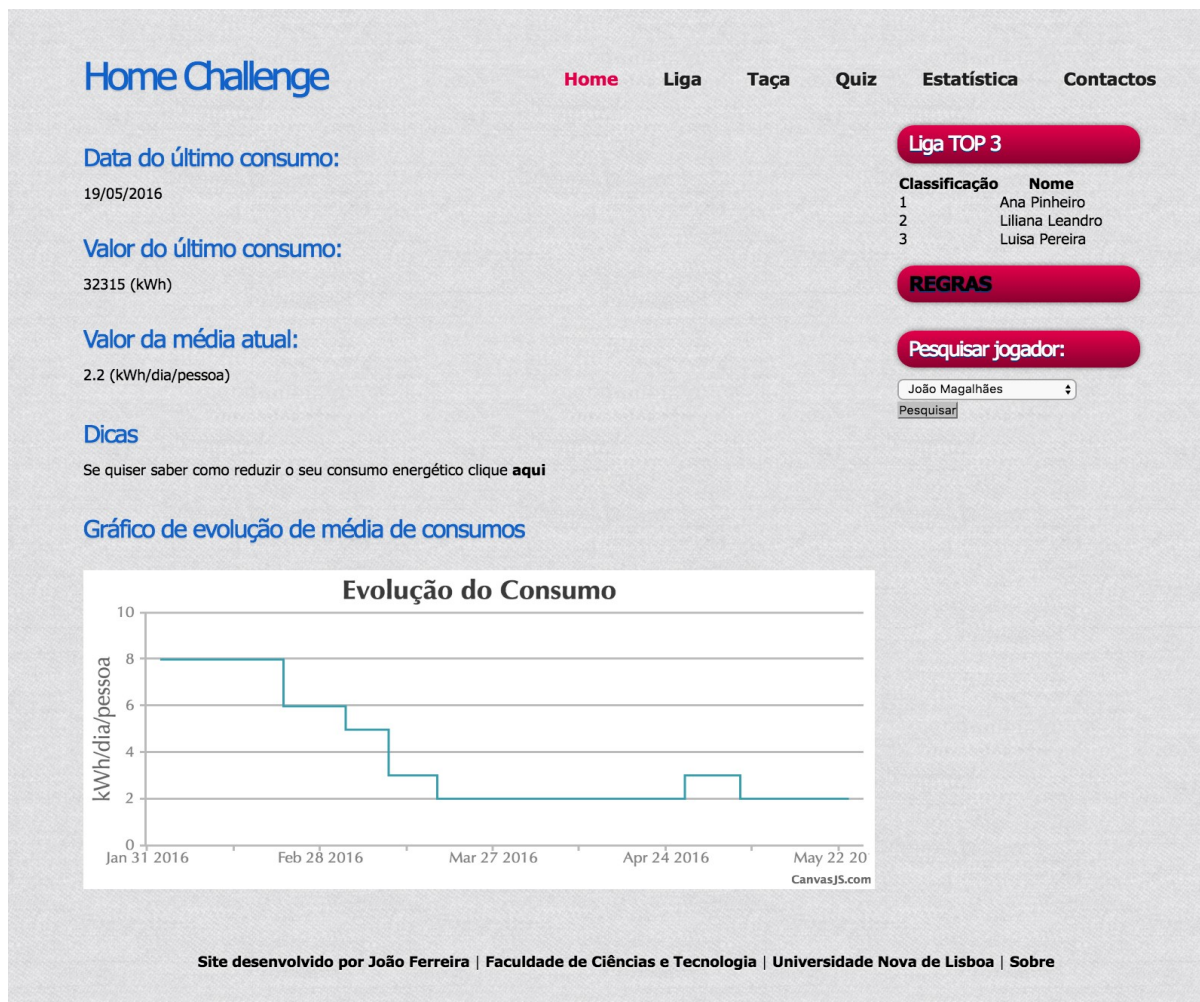 Home Challenge
Home Liga Taça Quiz Estatística Contactos
Data do último consumo:
19/05/2016
Valor do último consumo:
32315 (kWh)
Valor da média atual:
2.2 (kWh/dia/pessoa)
Dicas
Se quiser saber como reduzir o seu consumo energético clique aqui
Gráfico de evolução de média de consumos
Evolução do Consumo
kWh/dia/pessoa
10
8
6
4
2
0
Jan 31 2016 Feb 28 2016 Mar 27 2016 Apr 24 2016 May 22 20
CanvasJS.com
Liga TOP 3
Classificação Nome
1 Ana Pinheiro
2 Liliana Leandro
3 Luisa Pereira
REGRAS
Pesquisar jogador:
João Magalhães
Pesquisar
Site desenvolvido por João Ferreira | Faculdade de Ciências e Tecnologia | Universidade Nova de Lisboa | Sobre